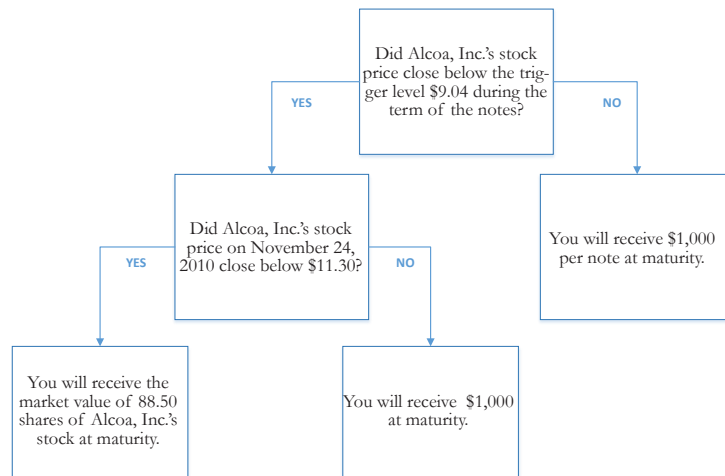 Did Alcoa, Inc.'s stock
price close below the trig-
ger level $9.04 during the
term of the notes?
YES
NO
Did Alcoa, Inc.'s stock
price on November 24,
2010 close below $11.30?
You will receive $1,000
per note at maturity.
YES
NO
You will receive the
market value of 88.50
shares of Alcoa, Inc.'s
stock at maturity.
You will receive $1,000
at maturity.